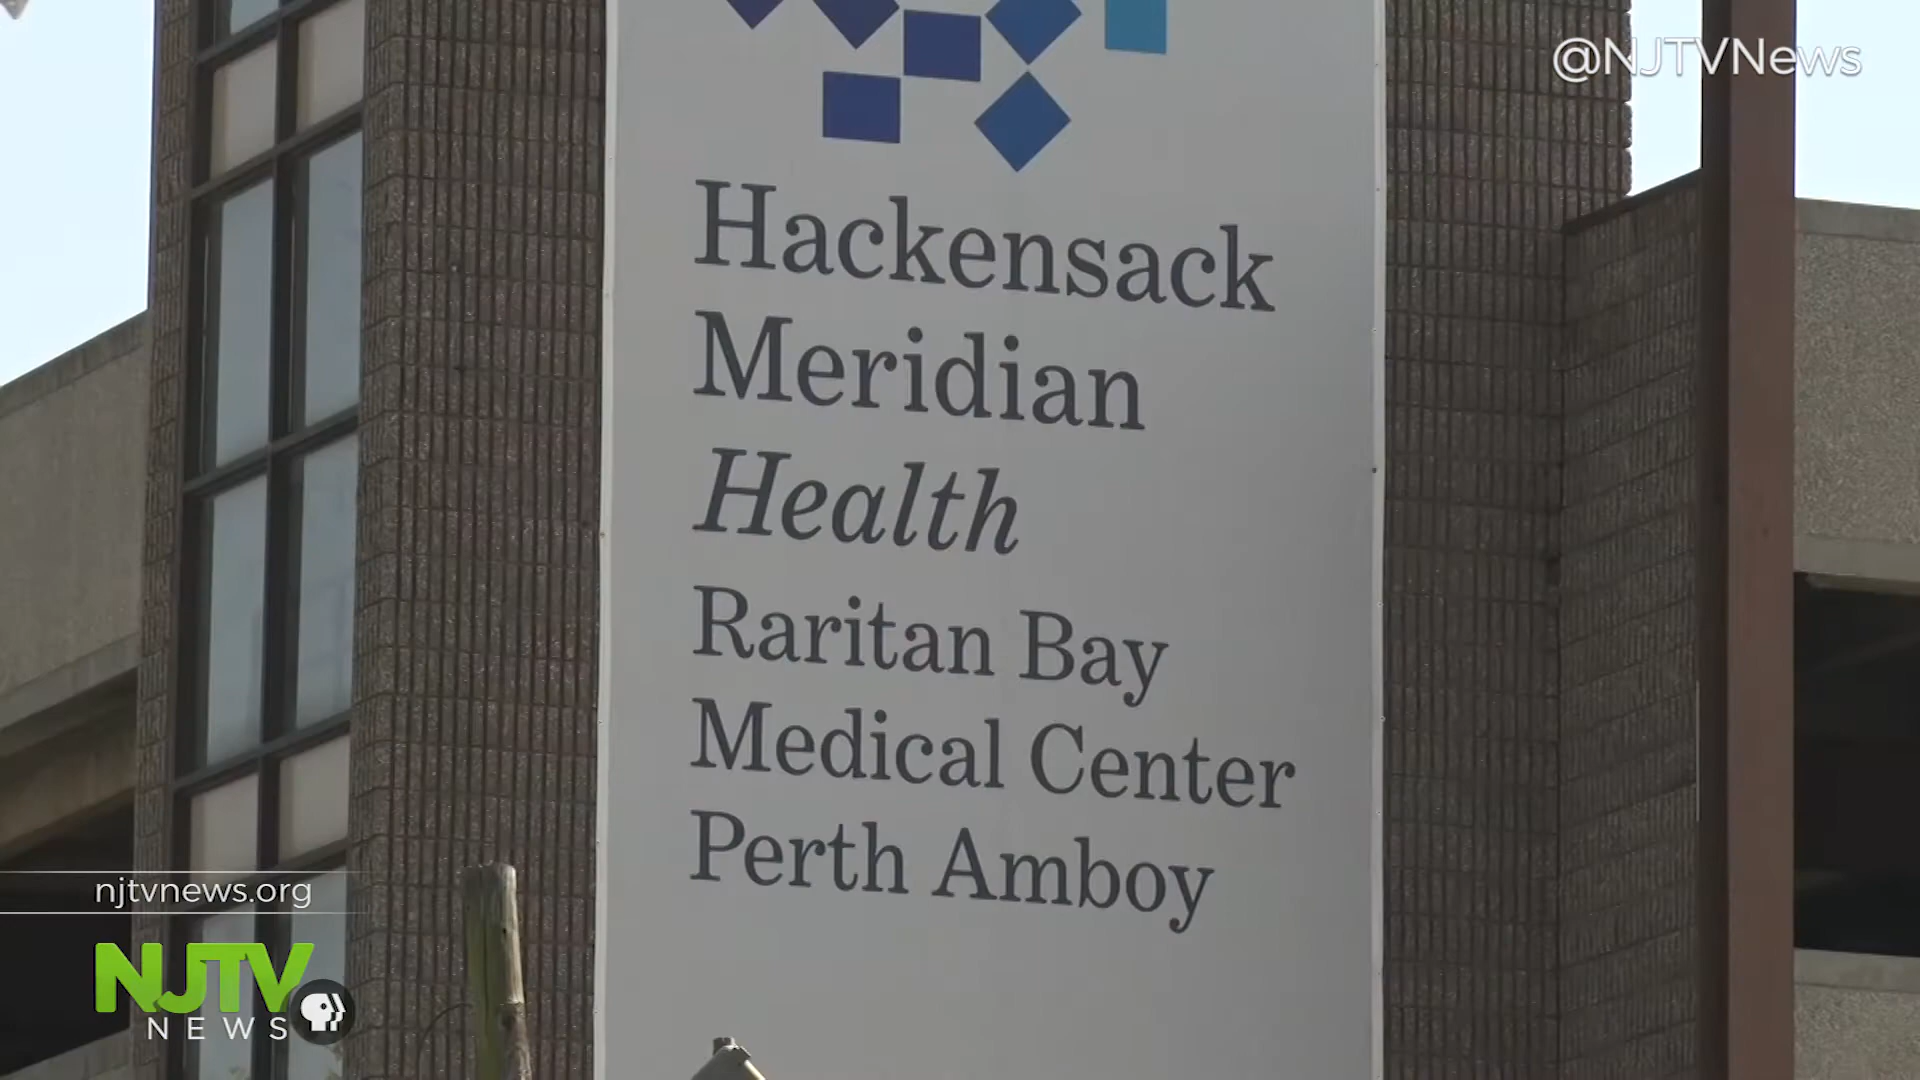 @NJTVNews
Hackensack
Meridian
Health
Raritan Bay
Medical Center
Perth Amboy
njtvnews.org
NJTV
NEWS